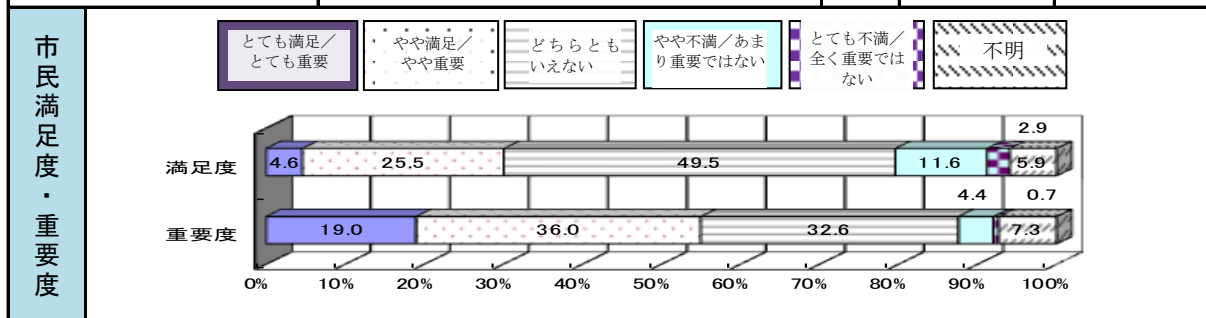 市民満足度・重要度
とても満足／
とても重要
やや満足／
やや重要
どちらとも
いえない
やや不満／あま
り重要ではない
とても不満／
全く重要では
ない
不明
2.9
満足度 4.6 25.5 49.5 11.6 5.9
4.4 0.7
重要度 19.0 36.0 32.6 7.3
0% 10% 20% 30% 40% 50% 60% 70% 80% 90% 100%